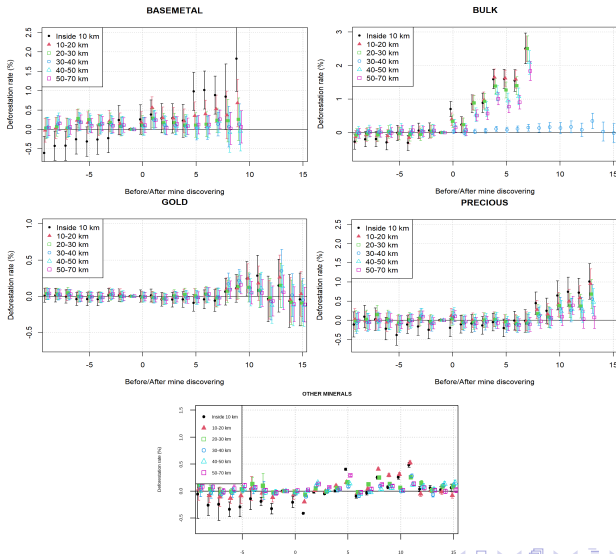 BASEMETAL
Deforestation rate (%)
2.5
2.0
1.5
1.0
0.5
0.0
-0.5
Inside 10 km
10-20 km
20-30 km
30-40 km
40-50 km
50-70 km
-5 0 5 10 15
Before/After mine discovering
BULK
Deforestation rate (%)
3
2
1
0
Inside 10 km
10-20 km
20-30 km
30-40 km
40-50 km
50-70 km
-5 0 5 10 15
Before/After mine discovering
GOLD
Deforestation rate (%)
1.0
0.5
0.0
-0.5
Inside 10 km
10-20 km
20-30 km
30-40 km
40-50 km
50-70 km
-5 0 5 10 15
Before/After mine discovering
PRECIOUS
Deforestation rate (%)
2.5
2.0
1.5
1.0
0.5
0.0
-0.5
Inside 10 km
10-20 km
20-30 km
30-40 km
40-50 km
50-70 km
-5 0 5 10 15
Before/After mine discovering
OTHER MINERALS
Deforestation rate (%)
1.5
1.0
0.5
0.0
-0.5
Inside 10 km
10-20 km
20-30 km
30-40 km
40-50 km
50-70 km
-5 0 5 10 15
Before/After mine discovering